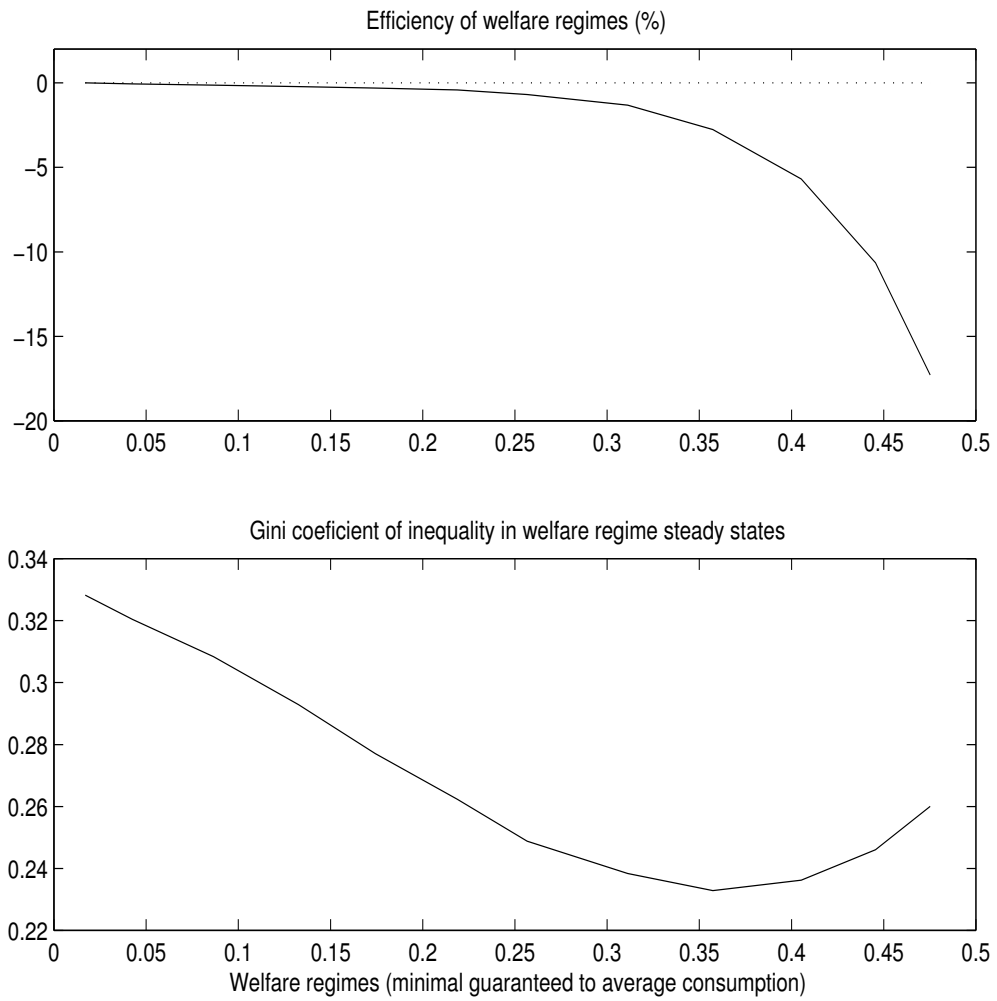 Efficiency of welfare regimes (%)
0
−5
−10
−15
−20
0 0.05 0.1 0.15 0.2 0.25 0.3 0.35 0.4 0.45 0.5
Gini coeficient of inequality in welfare regime steady states
0.34
0.32
0.3
0.28
0.26
0.24
0.22
0 0.05 0.1 0.15 0.2 0.25 0.3 0.35 0.4 0.45 0.5
Welfare regimes (minimal guaranteed to average consumption)